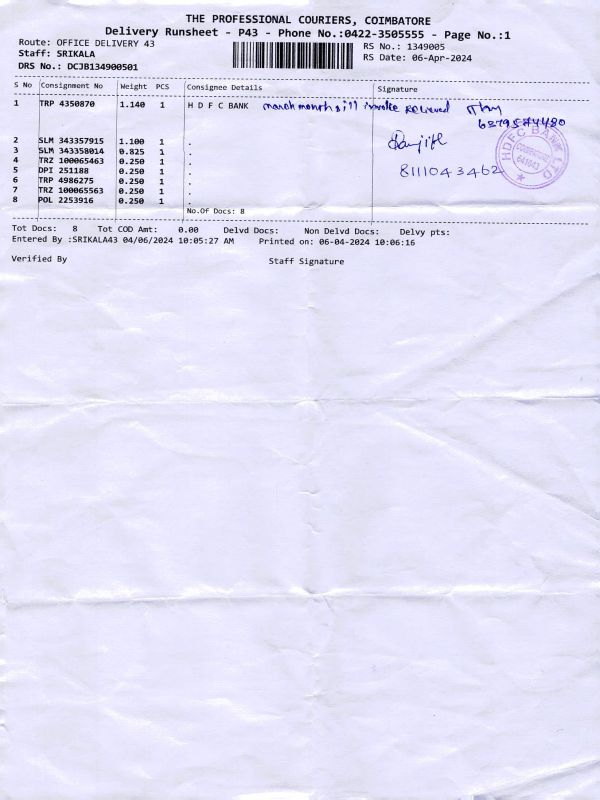 THE PROFESSIONAL COURIERS, COIMBATORE
Delivery Runsheet - P43 - Phone No.:0422-3505555 - Page No.:1
Route: OFFICE DELIVERY 43
RS No.: 1349005
Staff: SRIKALA
RS Date: 06-Apr-2024
DRS No.: DCJB134900501
S No Consignment No Weight PCS Consignee Details Signature
1 TRP 4350870 1.140 1 H D F C BANK march month bill invoice recieved
6379574480
2 SLM 343357915 1.100 1 .
3 SLM 343358014 0.825 1 .
4 TRZ 100065463 0.250 1 .
5 DPI 251188 0.250 1 .
6 TRP 4986275 0.250 1 .
7 TRZ 100065563 0.250 1 .
8 POL 2253916 0.250 1 .
8111043462
HDFC BANK LTD
COIMBATORE
641043
No.Of Docs: 8
Tot Docs: 8 Tot COD Amt: 0.00 Delvd Docs: Non Delvd Docs: Delvy pts:
Entered By :SRIKALA43 04/06/2024 10:05:27 AM Printed on: 06-04-2024 10:06:16
Verified By Staff Signature